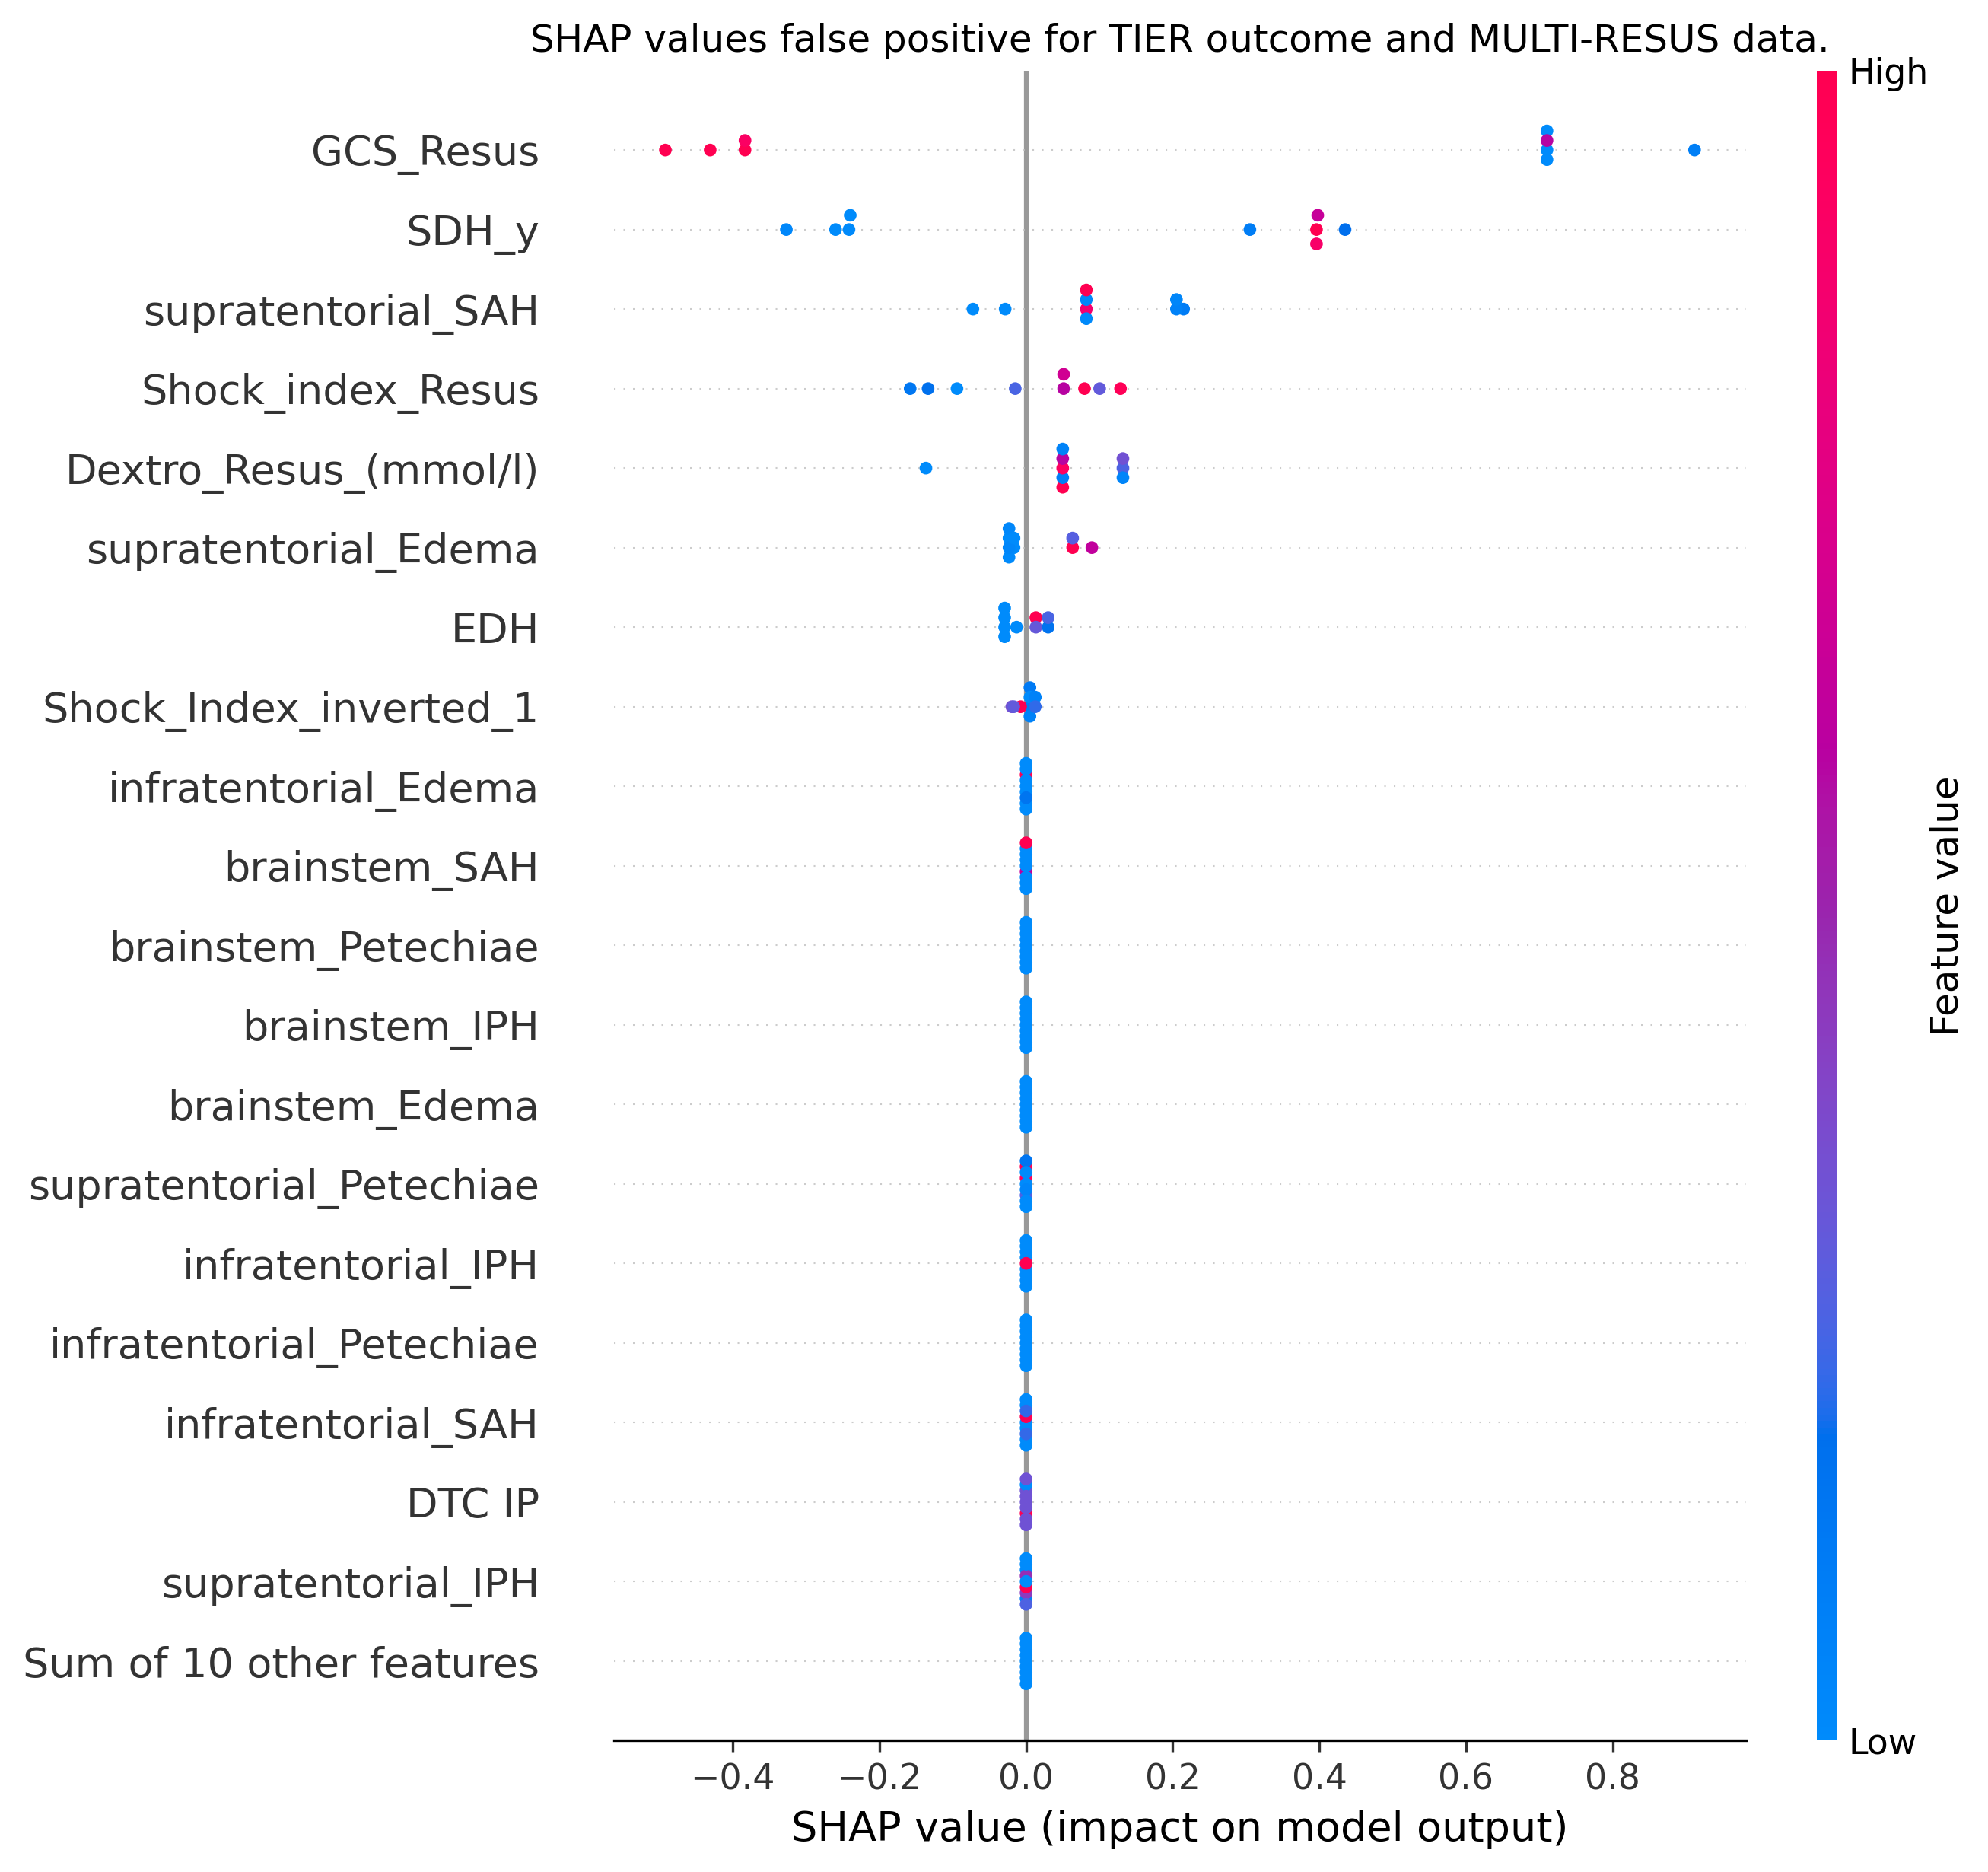 SHAP values false positive for TIER outcome and MULTI-RESUS data.
High
GCS_Resus
SDH_y
supratentorial_SAH
Shock_index_Resus
Dextro_Resus_(mmol/l)
supratentorial_Edema
EDH
Shock_Index_inverted_1
infratentorial_Edema
brainstem_SAH
brainstem_Petechiae
brainstem_IPH
brainstem_Edema
supratentorial_Petechiae
infratentorial_IPH
infratentorial_Petechiae
infratentorial_SAH
DTC IP
supratentorial_IPH
Sum of 10 other features
Feature value
Low
−0.4 −0.2 0.0 0.2 0.4 0.6 0.8
SHAP value (impact on model output)